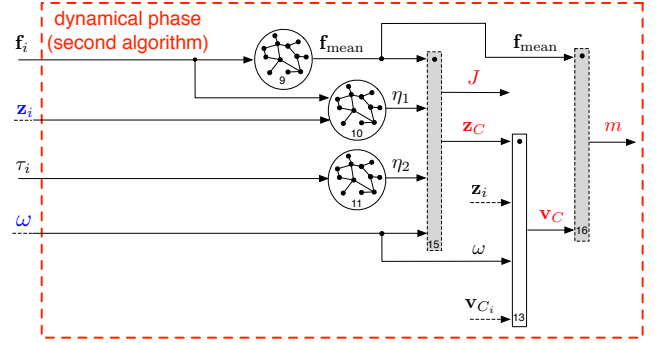 dynamical phase
(second algorithm)
f_i
f_mean
f_mean
9
J
η_1
z_i
10
z_C
m
τ_i
η_2
11
z_i
v_C
ω
15
ω
16
v_{C_i}
13